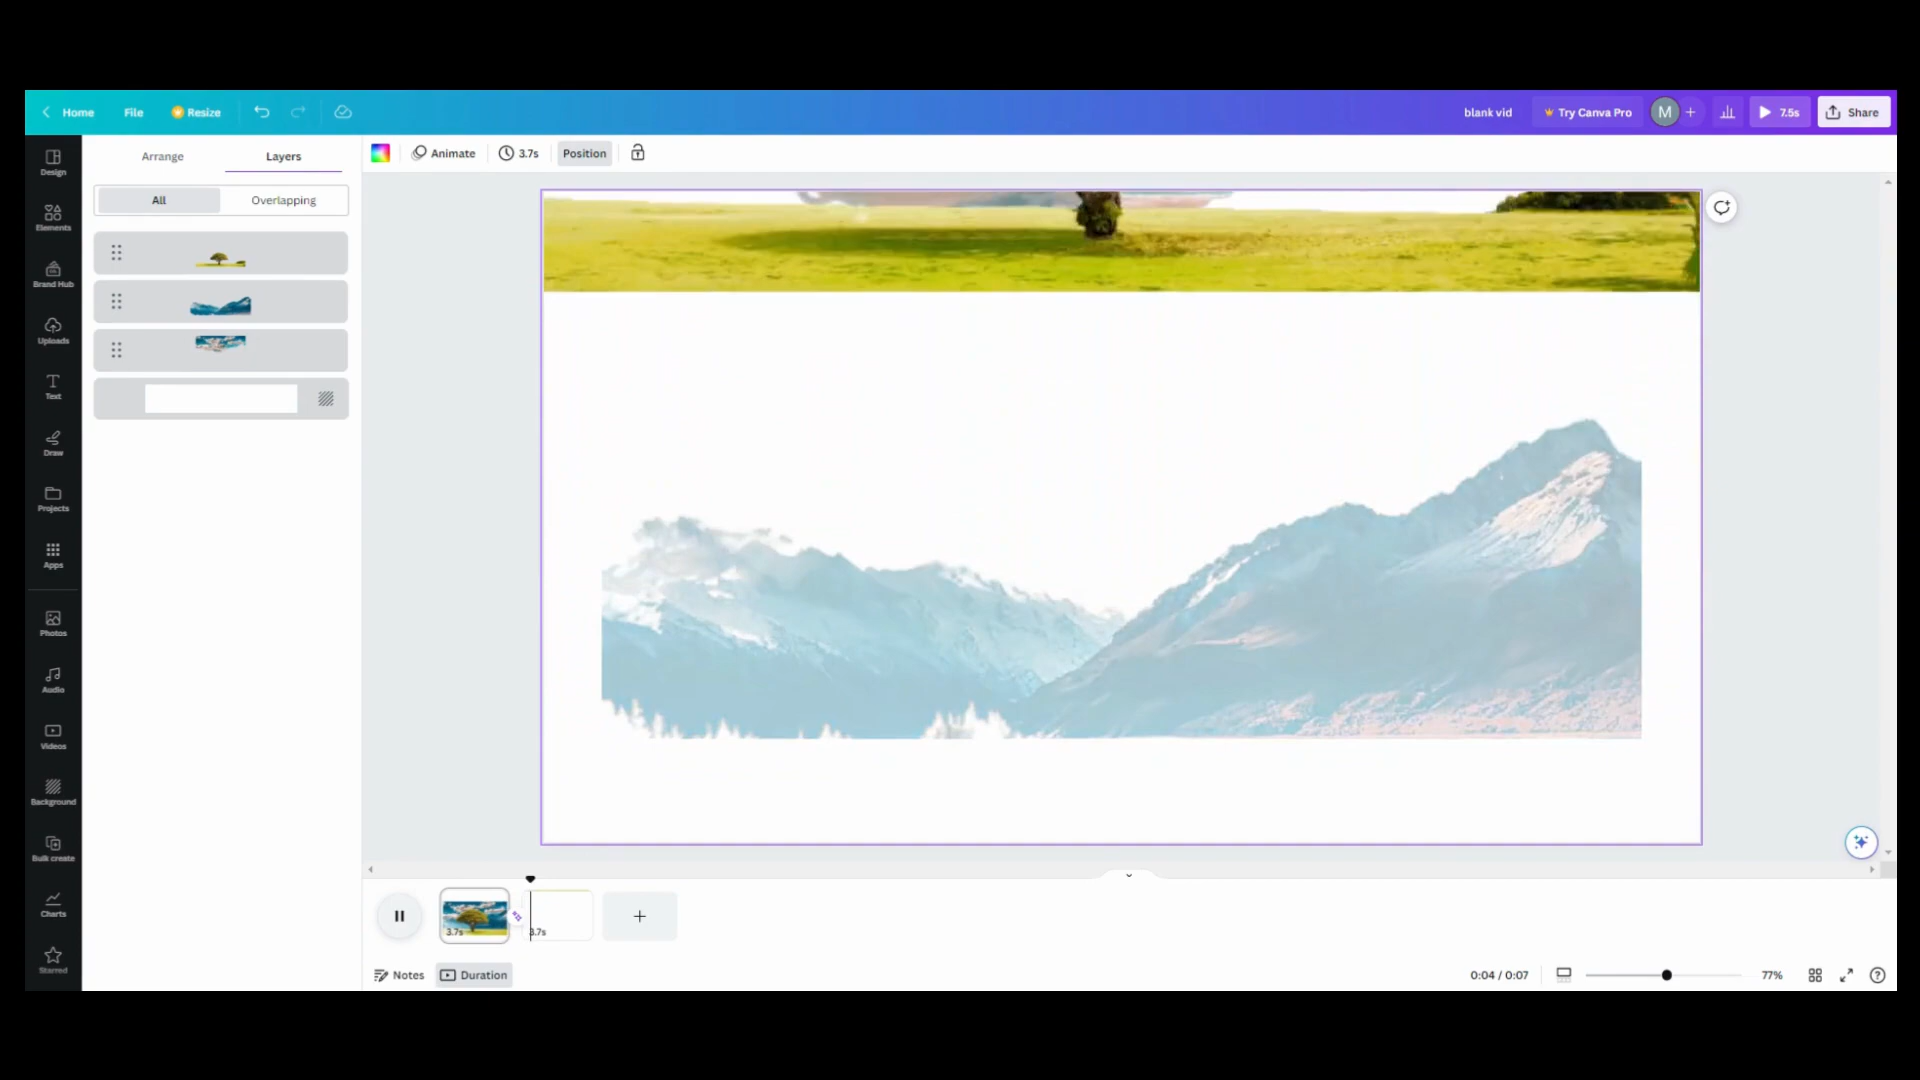 Home File Resize
blank vid Try Canva Pro M + 7.5s Share
Arrange Layers
Animate 3.7s Position
All Overlapping
Design
Elements
Brand Hub
Uploads
Text
Draw
Projects
Apps
Photos
Audio
Videos
Background
Bulk create
Charts
Starred
3.7s 3.7s
Notes Duration
0:04 / 0:07 77% ?